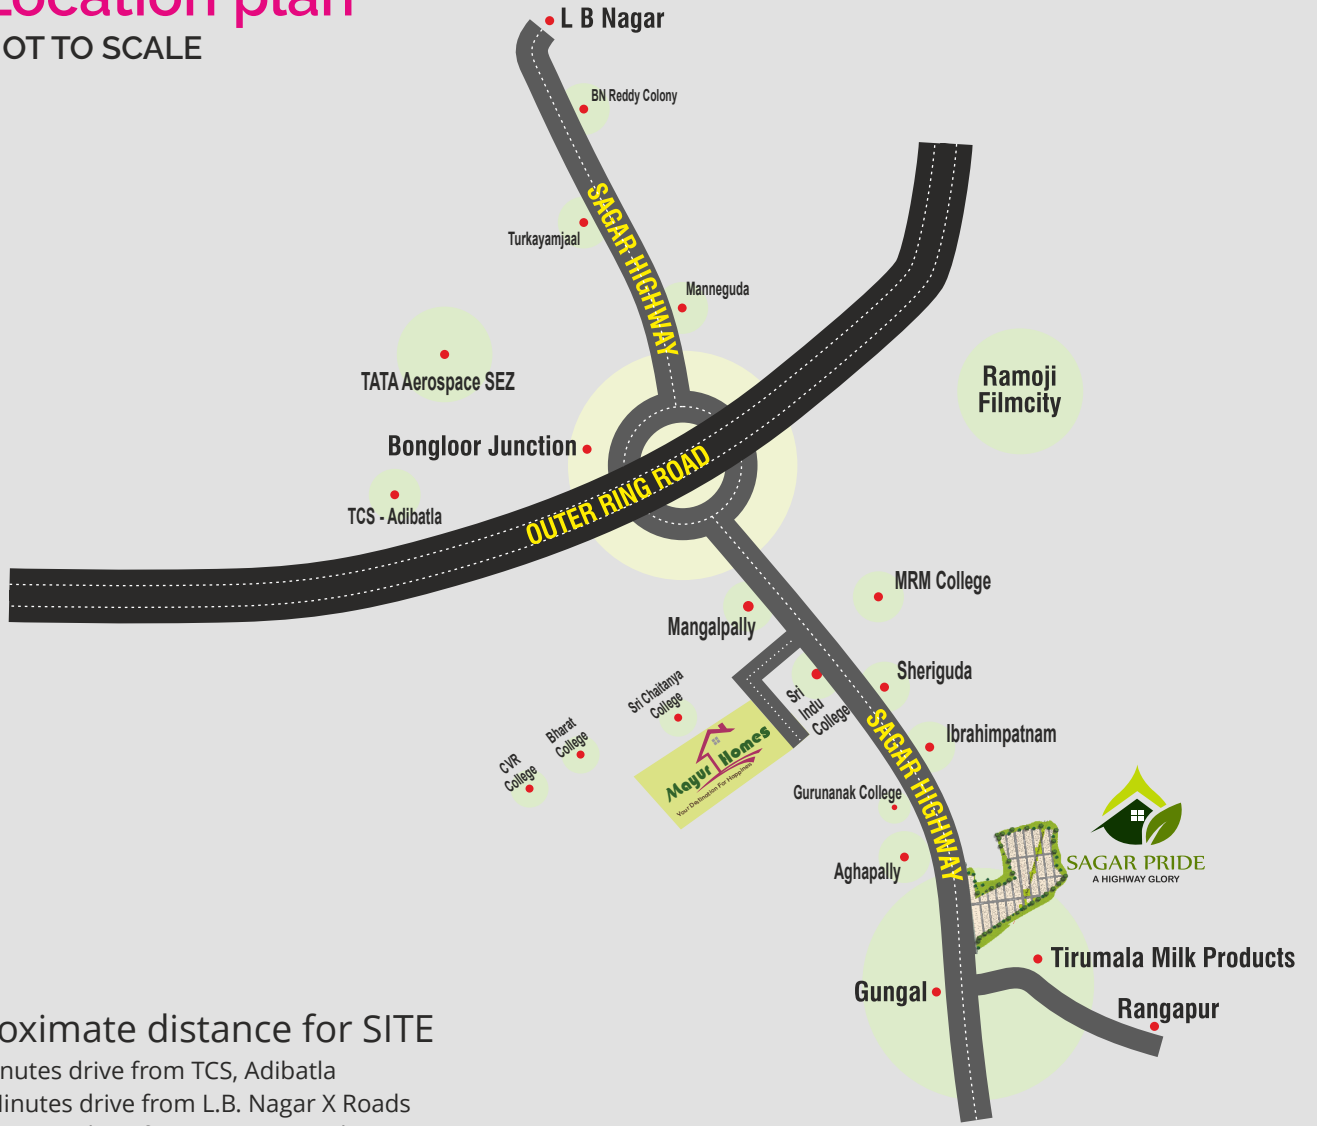 Location plan
OT TO SCALE
L B Nagar
BN Reddy Colony
SAGAR HIGHWAY
Turkayamjaal
Manneguda
TATA Aerospace SEZ
Ramoji
Filmcity
Bongloor Junction
OUTER RING ROAD
TCS - Adibatla
MRM College
Mangalpally
Sheriguda
Sri
Indu
College
Sri Chaitanya
College
Bharat
College
CVR
College
Mayur Homes
Your Destination For Happines
SAGAR HIGHWAY
Ibrahimpatnam
Gurunanak College
Aghapally
SAGAR PRIDE
A HIGHWAY GLORY
Tirumala Milk Products
Gungal
Rangapur
oximate distance for SITE
nutes drive from TCS, Adibatla
inutes drive from L.B. Nagar X Roads